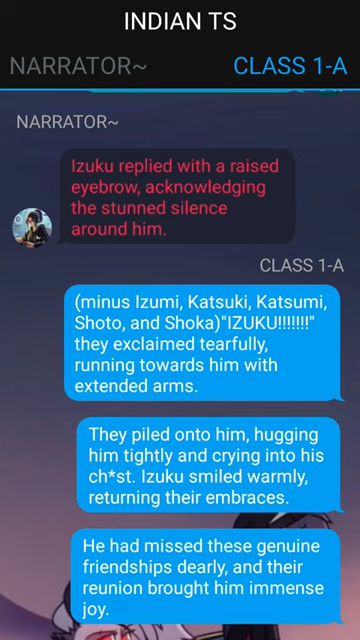 INDIAN TS
NARRATOR~ CLASS 1-A
NARRATOR~
Izuku replied with a raised
eyebrow, acknowledging
the stunned silence
around him.
CLASS 1-A
(minus Izumi, Katsuki, Katsumi,
Shoto, and Shoka)"IZUKU!!!!!!!"
they exclaimed tearfully,
running towards him with
extended arms.
They piled onto him, hugging
him tightly and crying into his
ch*st. Izuku smiled warmly,
returning their embraces.
He had missed these genuine
friendships dearly, and their
reunion brought him immense
joy.